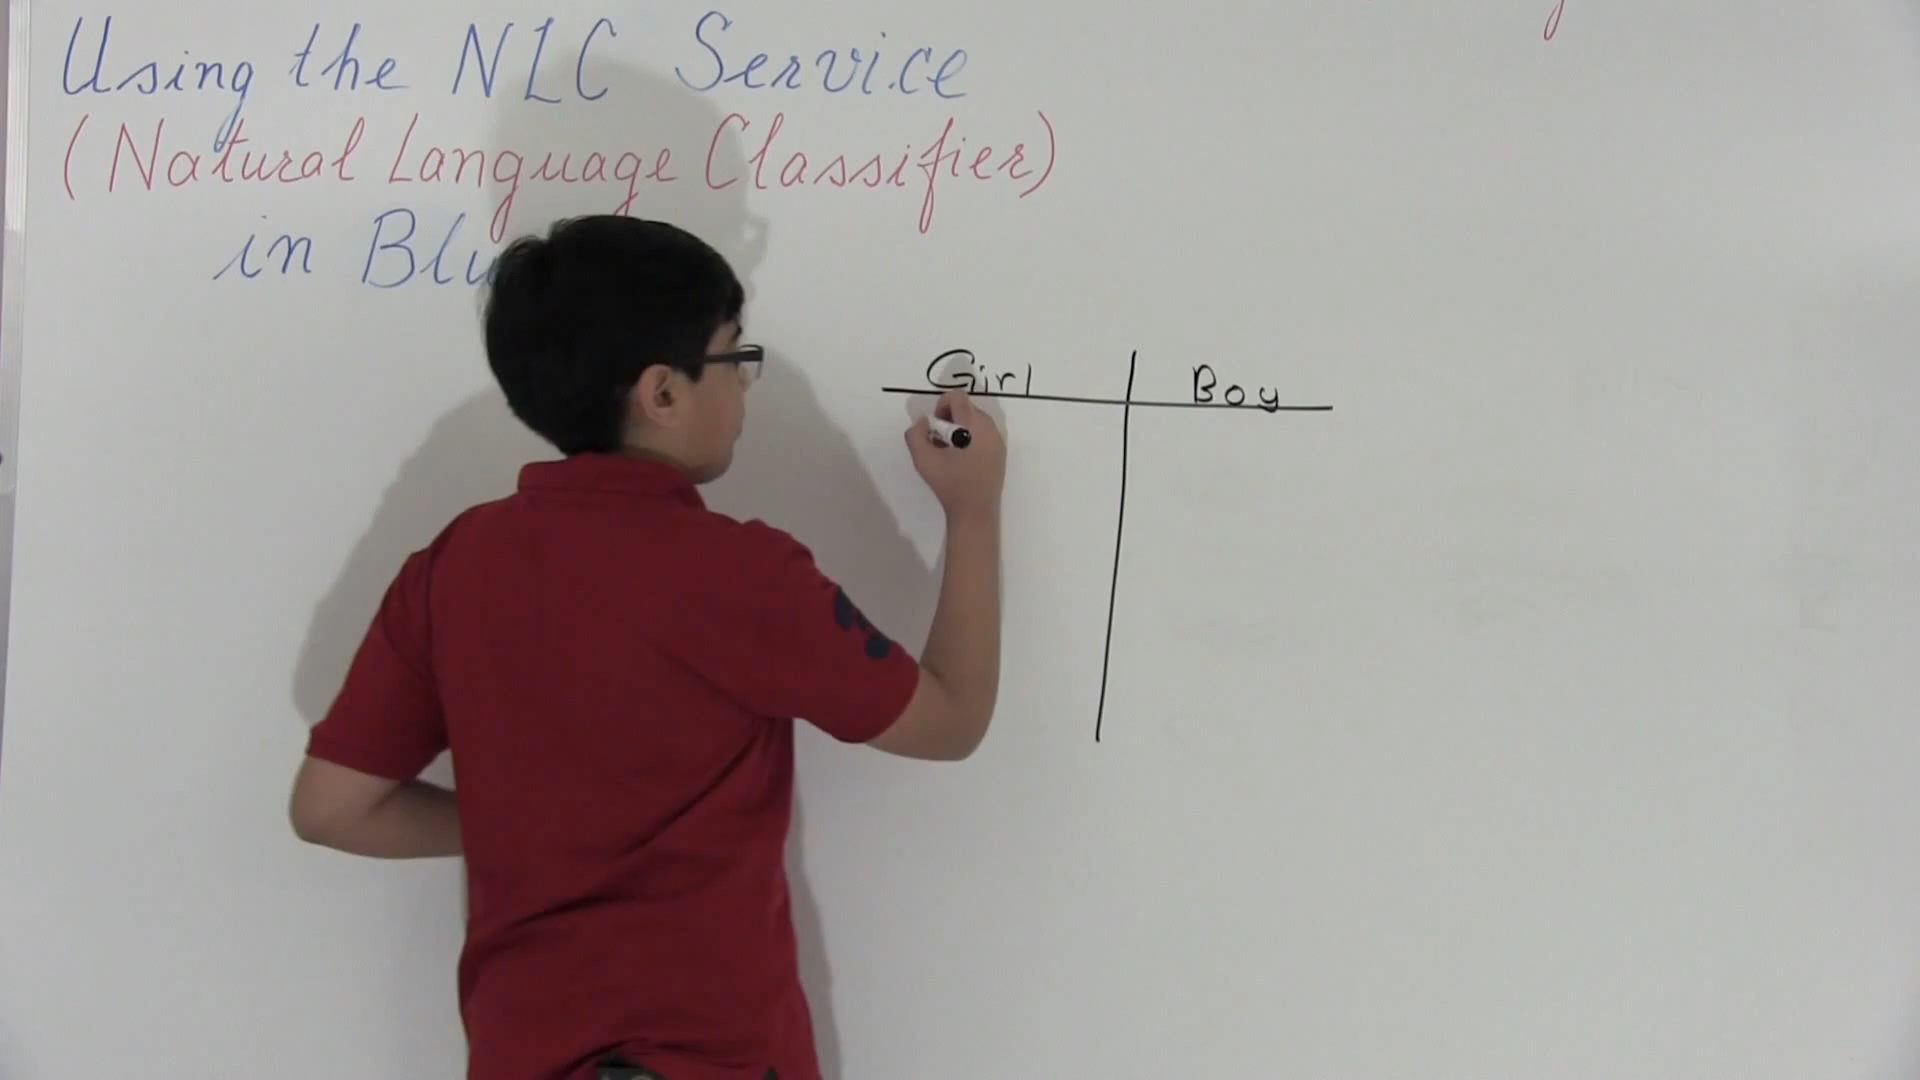 Using the NLC Service
(Natural Language Classifier)
in
Girl Boy